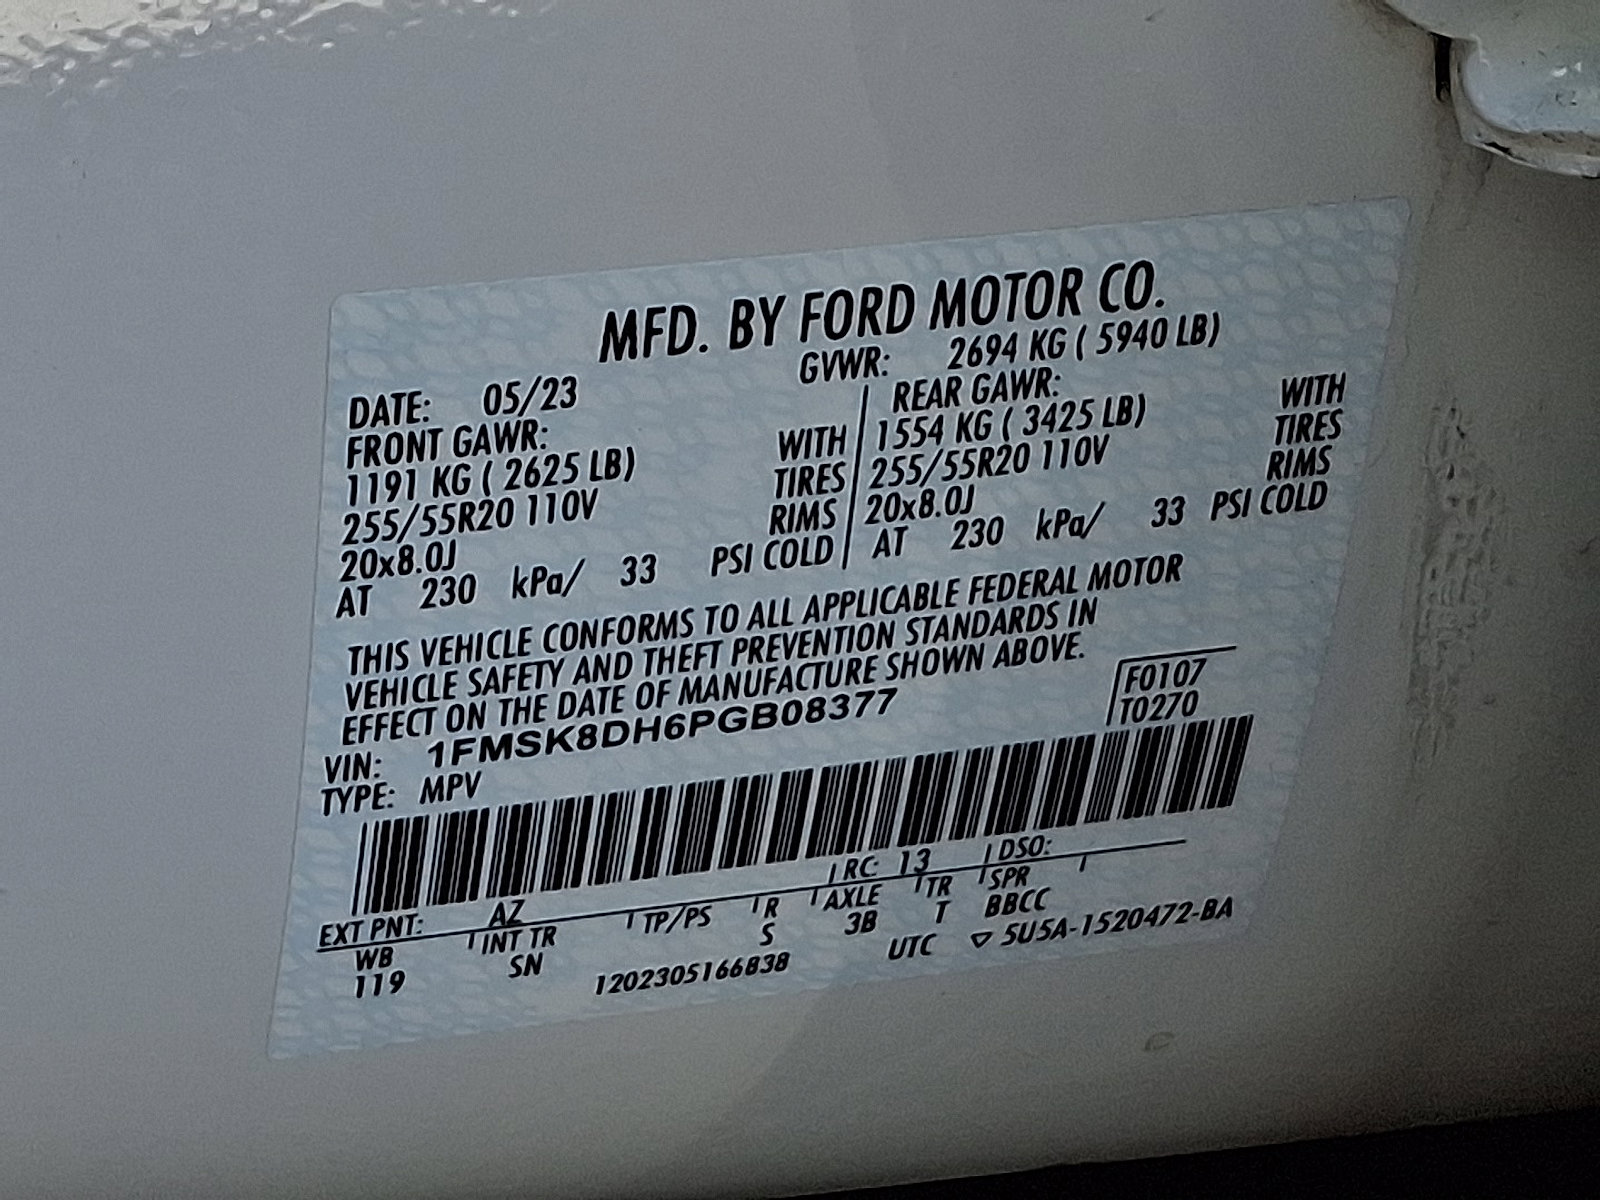 MFD. BY FORD MOTOR CO.
DATE: 05/23 GVWR: 2694 KG ( 5940 LB)
FRONT GAWR: REAR GAWR:
1191 KG ( 2625 LB) WITH 1554 KG ( 3425 LB) WITH
255/55R20 110V TIRES 255/55R20 110V TIRES
20x8.0J RIMS 20x8.0J RIMS
AT 230 kPa/ 33 PSI COLD AT 230 kPa/ 33 PSI COLD
THIS VEHICLE CONFORMS TO ALL APPLICABLE FEDERAL MOTOR
VEHICLE SAFETY AND THEFT PREVENTION STANDARDS IN
EFFECT ON THE DATE OF MANUFACTURE SHOWN ABOVE.
VIN: 1FMSK8DH6PGB08377 F0107
TYPE: MPV T0270
EXT PNT: AZ RC: 13 DSO:
WB INT TR TP/PS R AXLE TR SPR
119 SN S 3B T BBCC
1202305166838 UTC ▽ 5U5A-1520472-BA